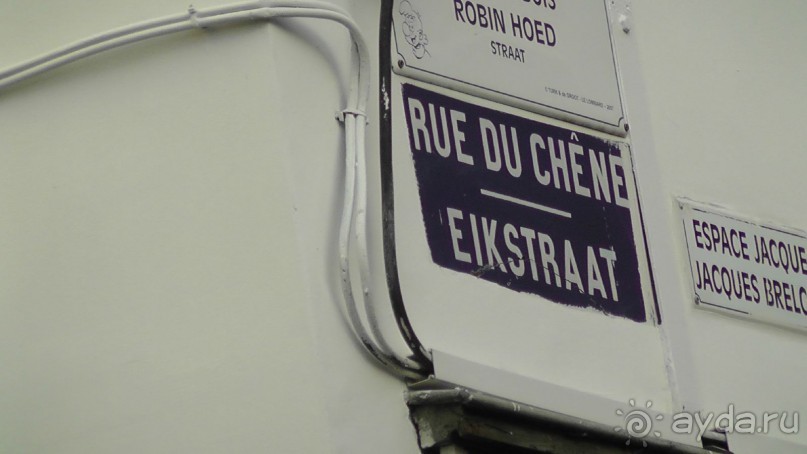 ROBIN HOED
STRAAT
RUE DU CHÊNE
EIKSTRAAT
ESPACE JACQUE
JACQUES BREL
ayda.ru